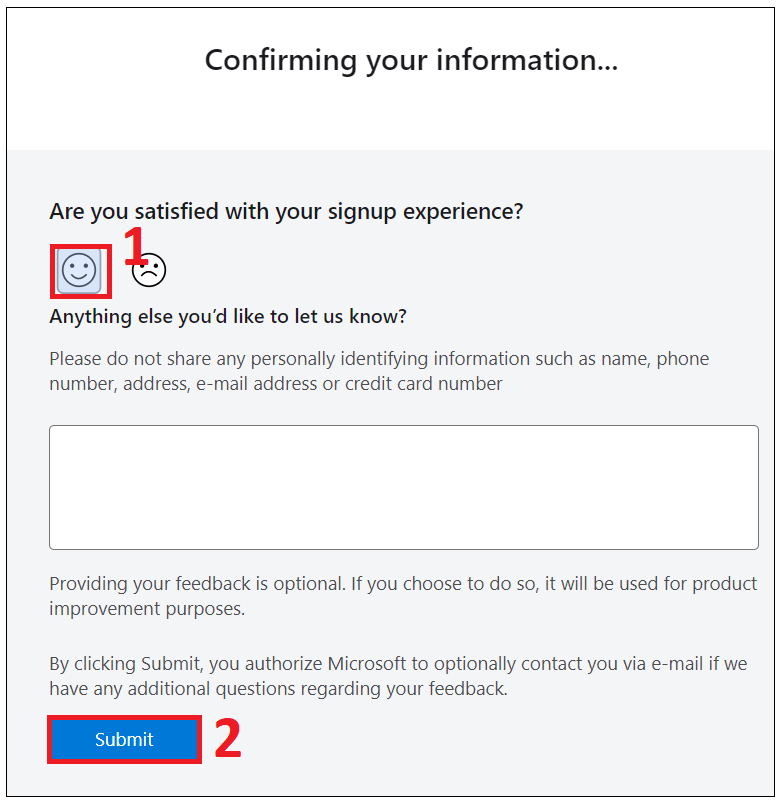 Confirming your information...
Are you satisfied with your signup experience?
1
Anything else you’d like to let us know?
Please do not share any personally identifying information such as name, phone
number, address, e-mail address or credit card number
Providing your feedback is optional. If you choose to do so, it will be used for product
improvement purposes.
By clicking Submit, you authorize Microsoft to optionally contact you via e-mail if we
have any additional questions regarding your feedback.
Submit 2